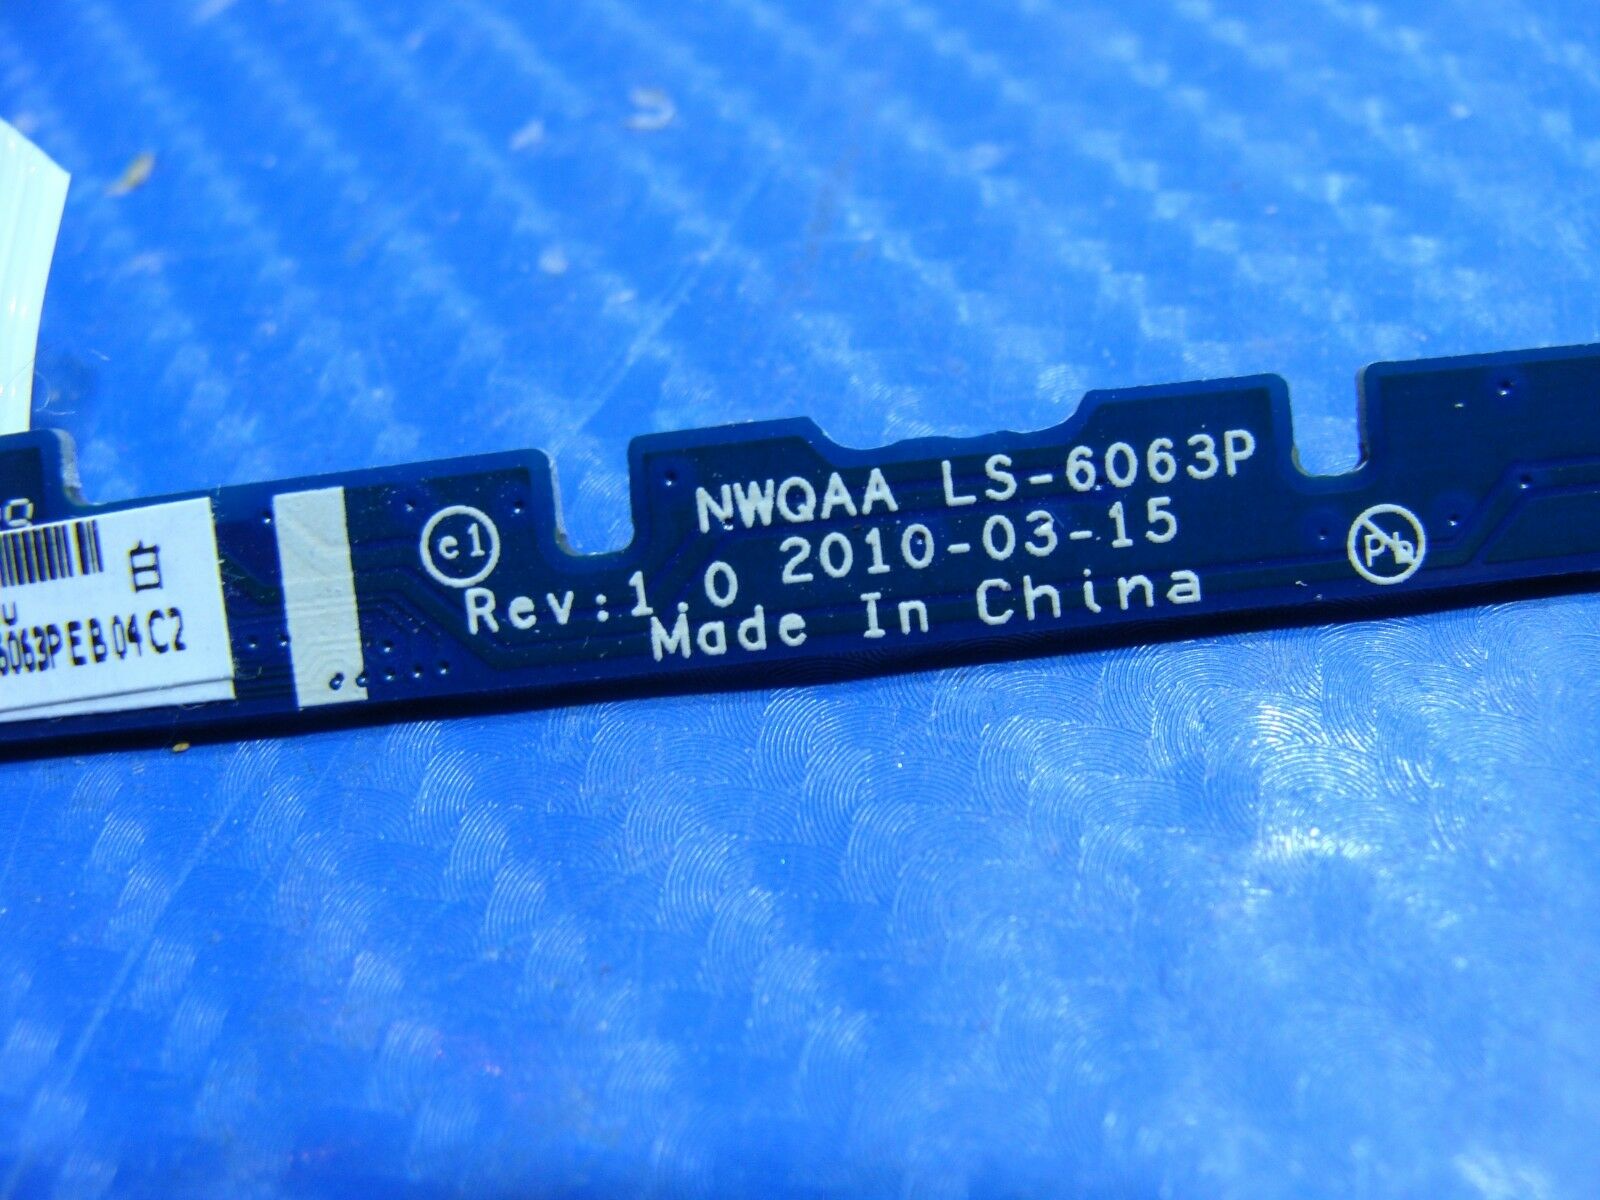 NWQAA LS-6063P
Rev:1.0 2010-03-15
Made In China
e1
Pb
白
U
6063PEB04C2